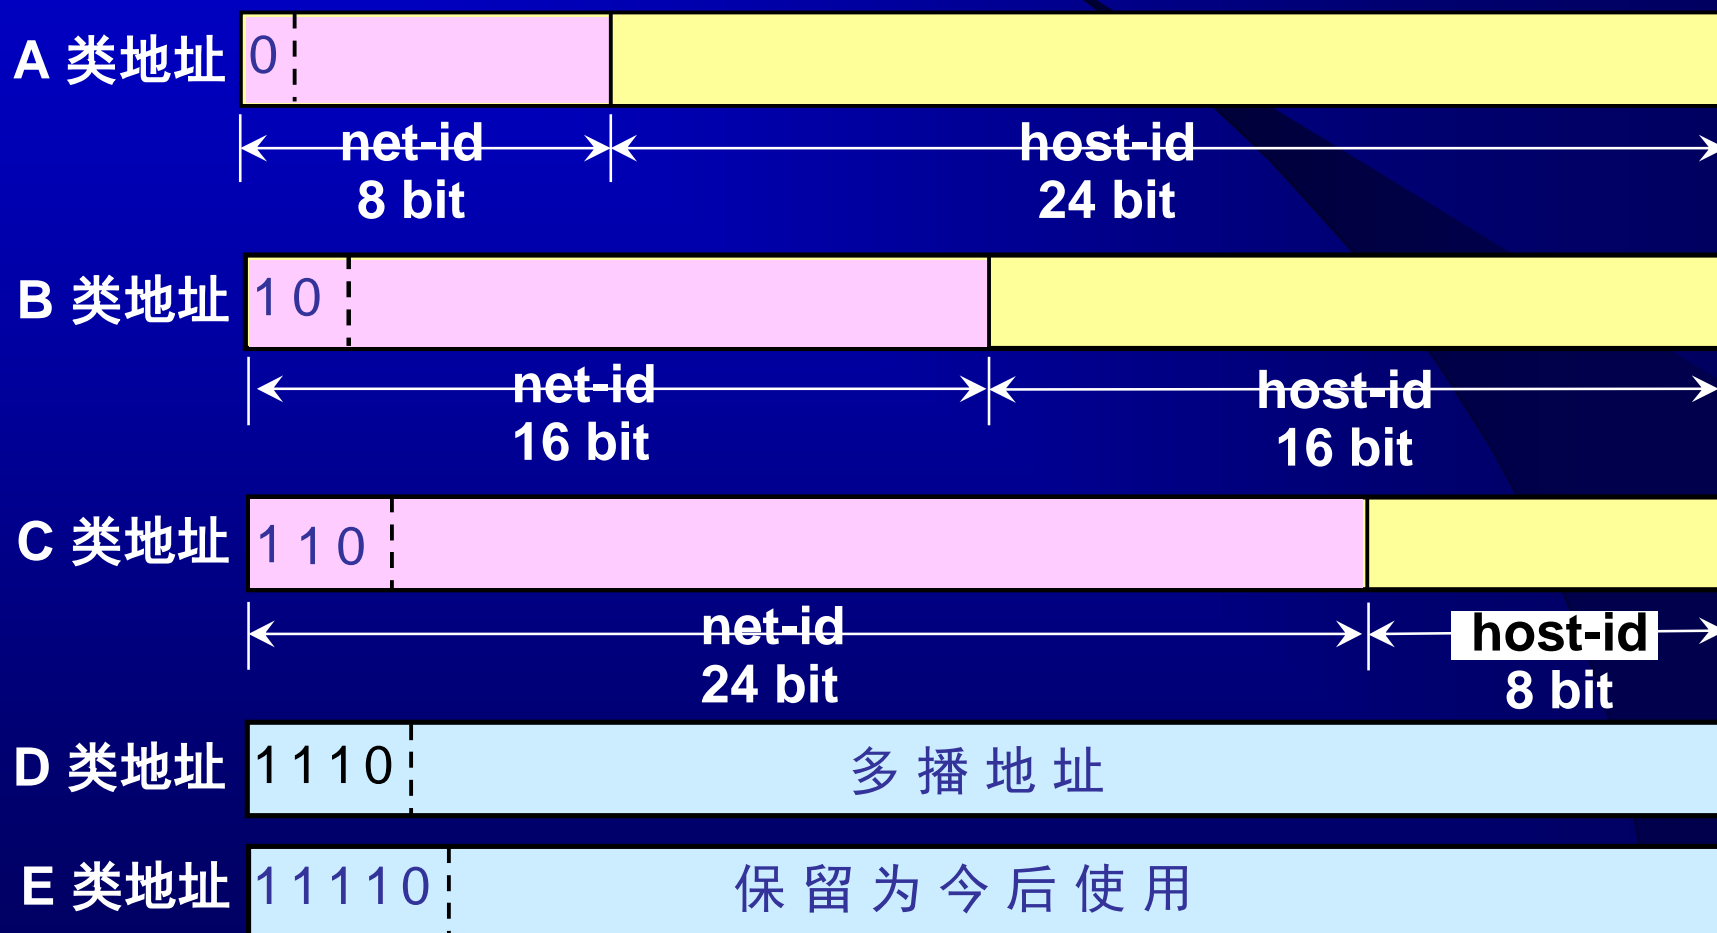 A 类地址
0
net-id
host-id
8 bit
24 bit
B 类地址
1 0
net-id
host-id
16 bit
16 bit
C 类地址
1 1 0
net-id
host-id
24 bit
8 bit
D 类地址
1 1 1 0
多 播 地 址
E 类地址
1 1 1 1 0
保 留 为 今 后 使 用